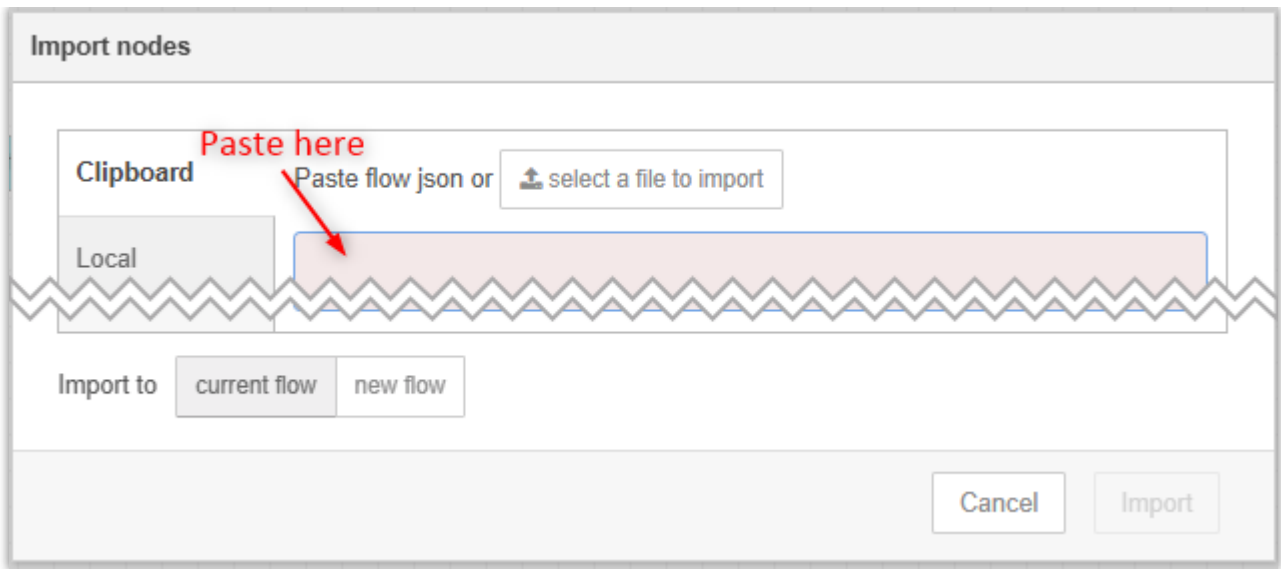 Import nodes
Paste here
Clipboard
Paste flow json or select a file to import
Local
Import to current flow new flow
Cancel Import